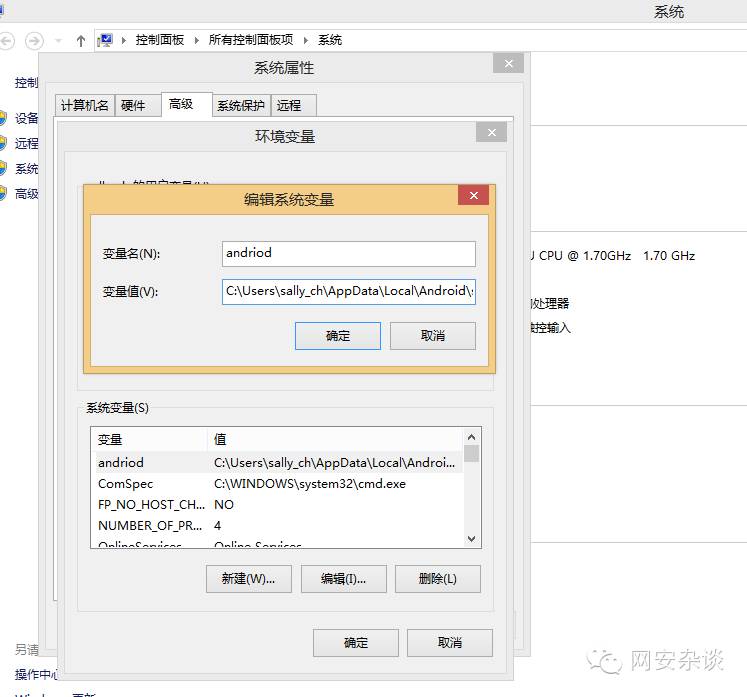 系统
控制面板 所有控制面板项 系统
系统属性
控制
计算机名 硬件 高级 系统保护 远程
设备
远程
系统
高级
环境变量
编辑系统变量
变量名(N): andriod
变量值(V): C:\Users\sally_ch\AppData\Local\Android\s
确定 取消
CPU @ 1.70GHz 1.70 GHz
处理器
控输入
系统变量(S)
变量 值
andriod C:\Users\sally_ch\AppData\Local\Androi...
ComSpec C:\WINDOWS\system32\cmd.exe
FP_NO_HOST_CH... NO
NUMBER_OF_PR... 4
OnlineServices Online Services
新建(W)... 编辑(I)... 删除(L)
确定 取消
另请
操作中心
Windows 更新
网安杂谈